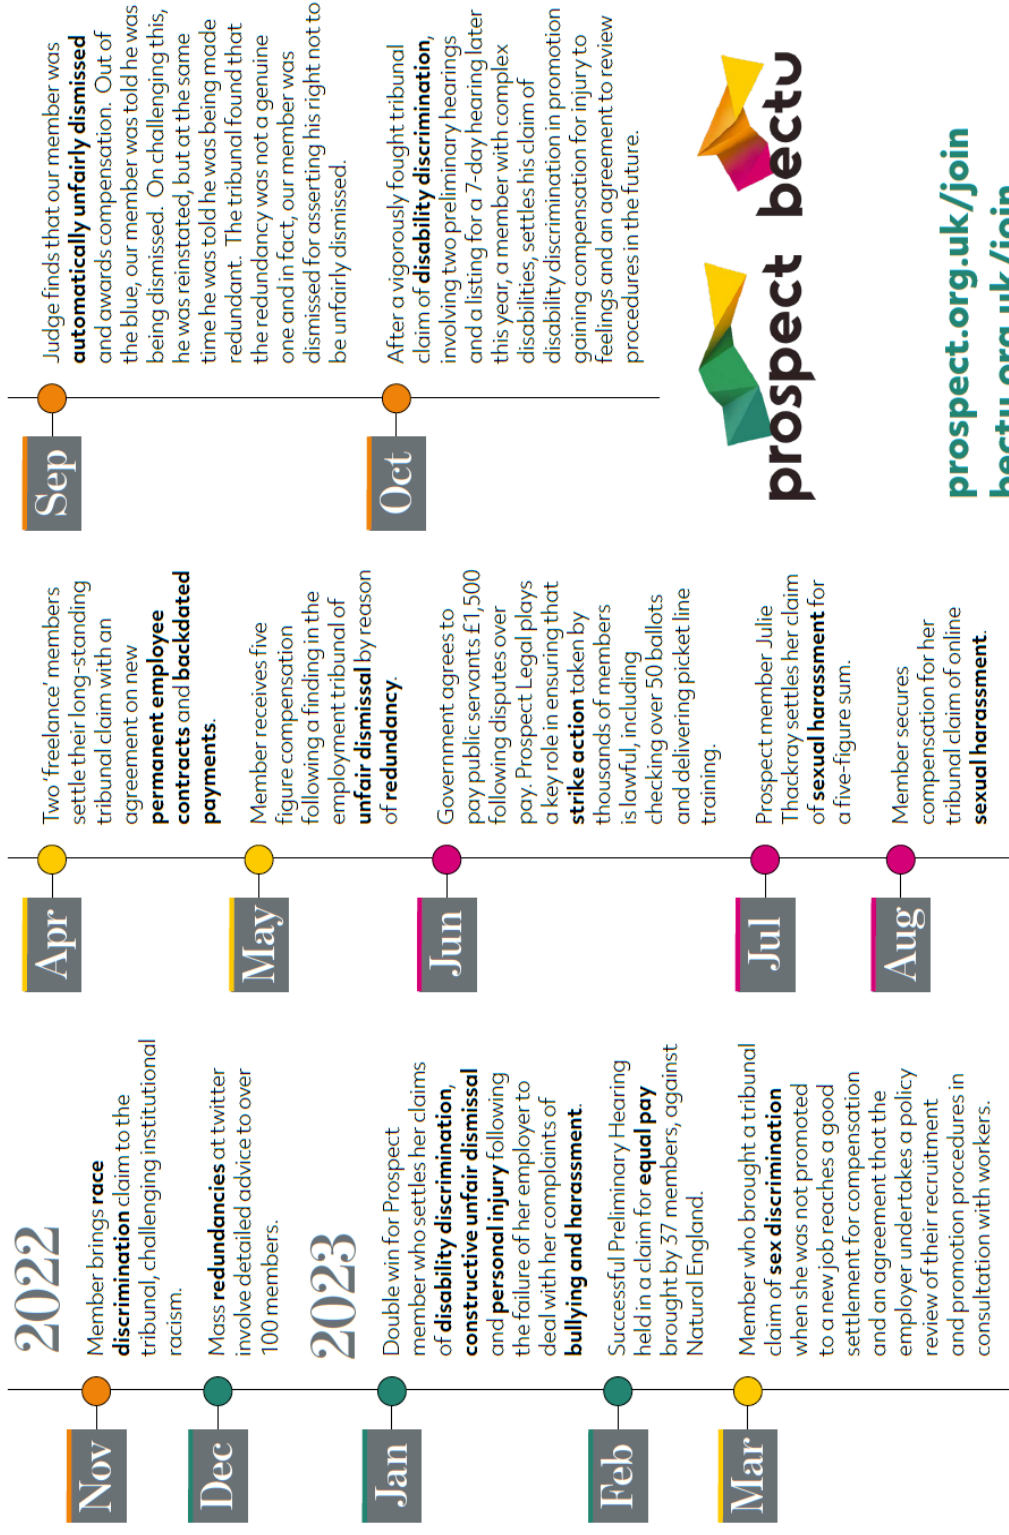 2022
Nov
Member brings race
discrimination claim to the
tribunal, challenging institutional
racism.
Dec
Mass redundancies at twitter
involve detailed advice to over
100 members.
2023
Jan
Double win for Prospect
member who settles her claims
of disability discrimination,
constructive unfair dismissal
and personal injury following
the failure of her employer to
deal with her complaints of
bullying and harassment.
Feb
Successful Preliminary Hearing
held in a claim for equal pay
brought by 37 members, against
Natural England.
Mar
Member who brought a tribunal
claim of sex discrimination
when she was not promoted
to a new job reaches a good
settlement for compensation
and an agreement that the
employer undertakes a policy
review of their recruitment
and promotion procedures in
consultation with workers.
Apr
Two 'freelance' members
settle their long-standing
tribunal claim with an
agreement on new
permanent employee
contracts and backdated
payments.
May
Member receives five
figure compensation
following a finding in the
employment tribunal of
unfair dismissal by reason
of redundancy.
Jun
Government agrees to
pay public servants £1,500
following disputes over
pay. Prospect Legal plays
a key role in ensuring that
strike action taken by
thousands of members
is lawful, including
checking over 50 ballots
and delivering picket line
training.
Jul
Prospect member Julie
Thackray settles her claim
of sexual harassment for
a five-figure sum.
Aug
Member secures
compensation for her
tribunal claim of online
sexual harassment.
Sep
Judge finds that our member was
automatically unfairly dismissed
and awards compensation. Out of
the blue, our member was told he was
being dismissed. On challenging this,
he was reinstated, but at the same
time he was told he was being made
redundant. The tribunal found that
the redundancy was not a genuine
one and in fact, our member was
dismissed for asserting his right not to
be unfairly dismissed.
Oct
After a vigorously fought tribunal
claim of disability discrimination,
involving two preliminary hearings
and a listing for a 7-day hearing later
this year, a member with complex
disabilities, settles his claim of
disability discrimination in promotion
gaining compensation for injury to
feelings and an agreement to review
procedures in the future.
prospect bectu
prospect.org.uk/join
bectu.org.uk/join